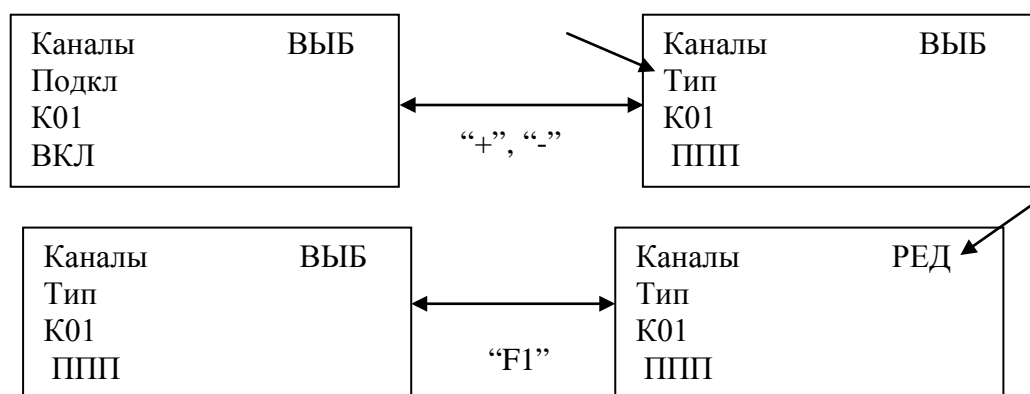 Каналы ВЫБ
Подкл
К01
ВКЛ
“+”, “-”
Каналы ВЫБ
Тип
К01
ППП
Каналы ВЫБ
Тип
К01
ППП
“F1”
Каналы РЕД
Тип
К01
ППП